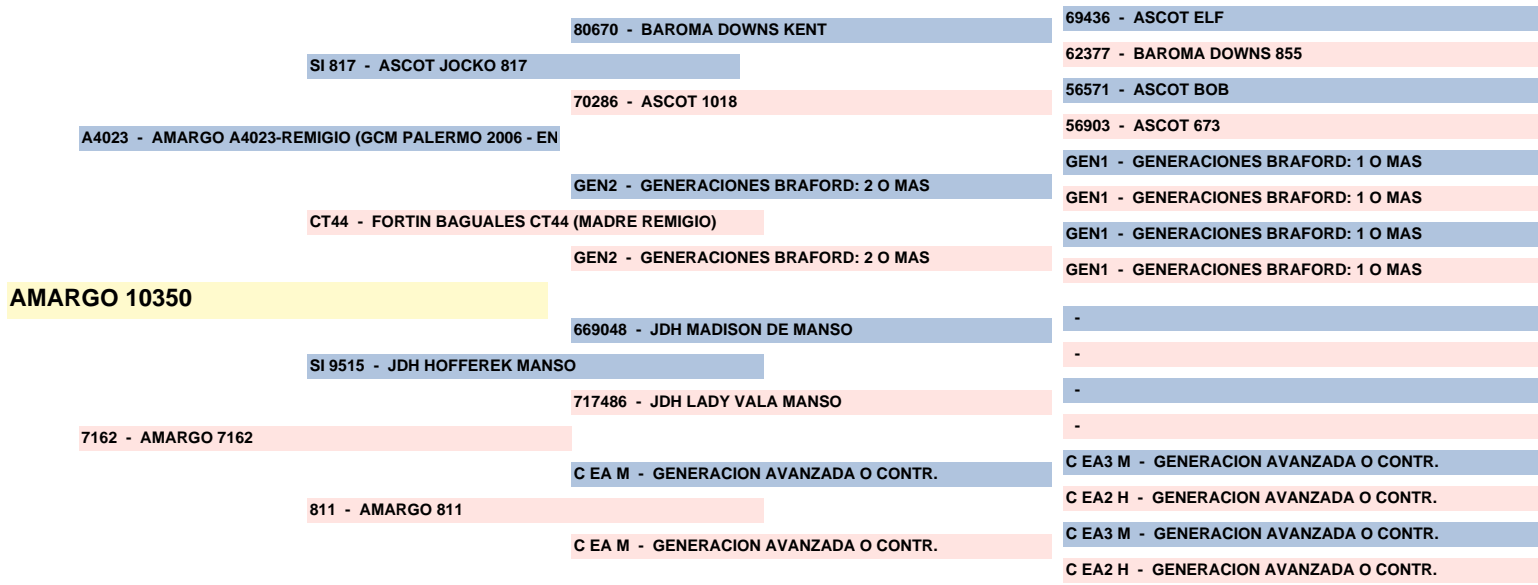 80670 - BAROMA DOWNS KENT
69436 - ASCOT ELF
62377 - BAROMA DOWNS 855
SI 817 - ASCOT JOCKO 817
70286 - ASCOT 1018
56571 - ASCOT BOB
56903 - ASCOT 673
A4023 - AMARGO A4023-REMIGIO (GCM PALERMO 2006 - EN
GEN2 - GENERACIONES BRAFORD: 2 O MAS
GEN1 - GENERACIONES BRAFORD: 1 O MAS
GEN1 - GENERACIONES BRAFORD: 1 O MAS
CT44 - FORTIN BAGUALES CT44 (MADRE REMIGIO)
GEN2 - GENERACIONES BRAFORD: 2 O MAS
GEN1 - GENERACIONES BRAFORD: 1 O MAS
GEN1 - GENERACIONES BRAFORD: 1 O MAS
AMARGO 10350
669048 - JDH MADISON DE MANSO
-
-
SI 9515 - JDH HOFFEREK MANSO
717486 - JDH LADY VALA MANSO
-
-
7162 - AMARGO 7162
C EA M - GENERACION AVANZADA O CONTR.
C EA3 M - GENERACION AVANZADA O CONTR.
C EA2 H - GENERACION AVANZADA O CONTR.
811 - AMARGO 811
C EA M - GENERACION AVANZADA O CONTR.
C EA3 M - GENERACION AVANZADA O CONTR.
C EA2 H - GENERACION AVANZADA O CONTR.